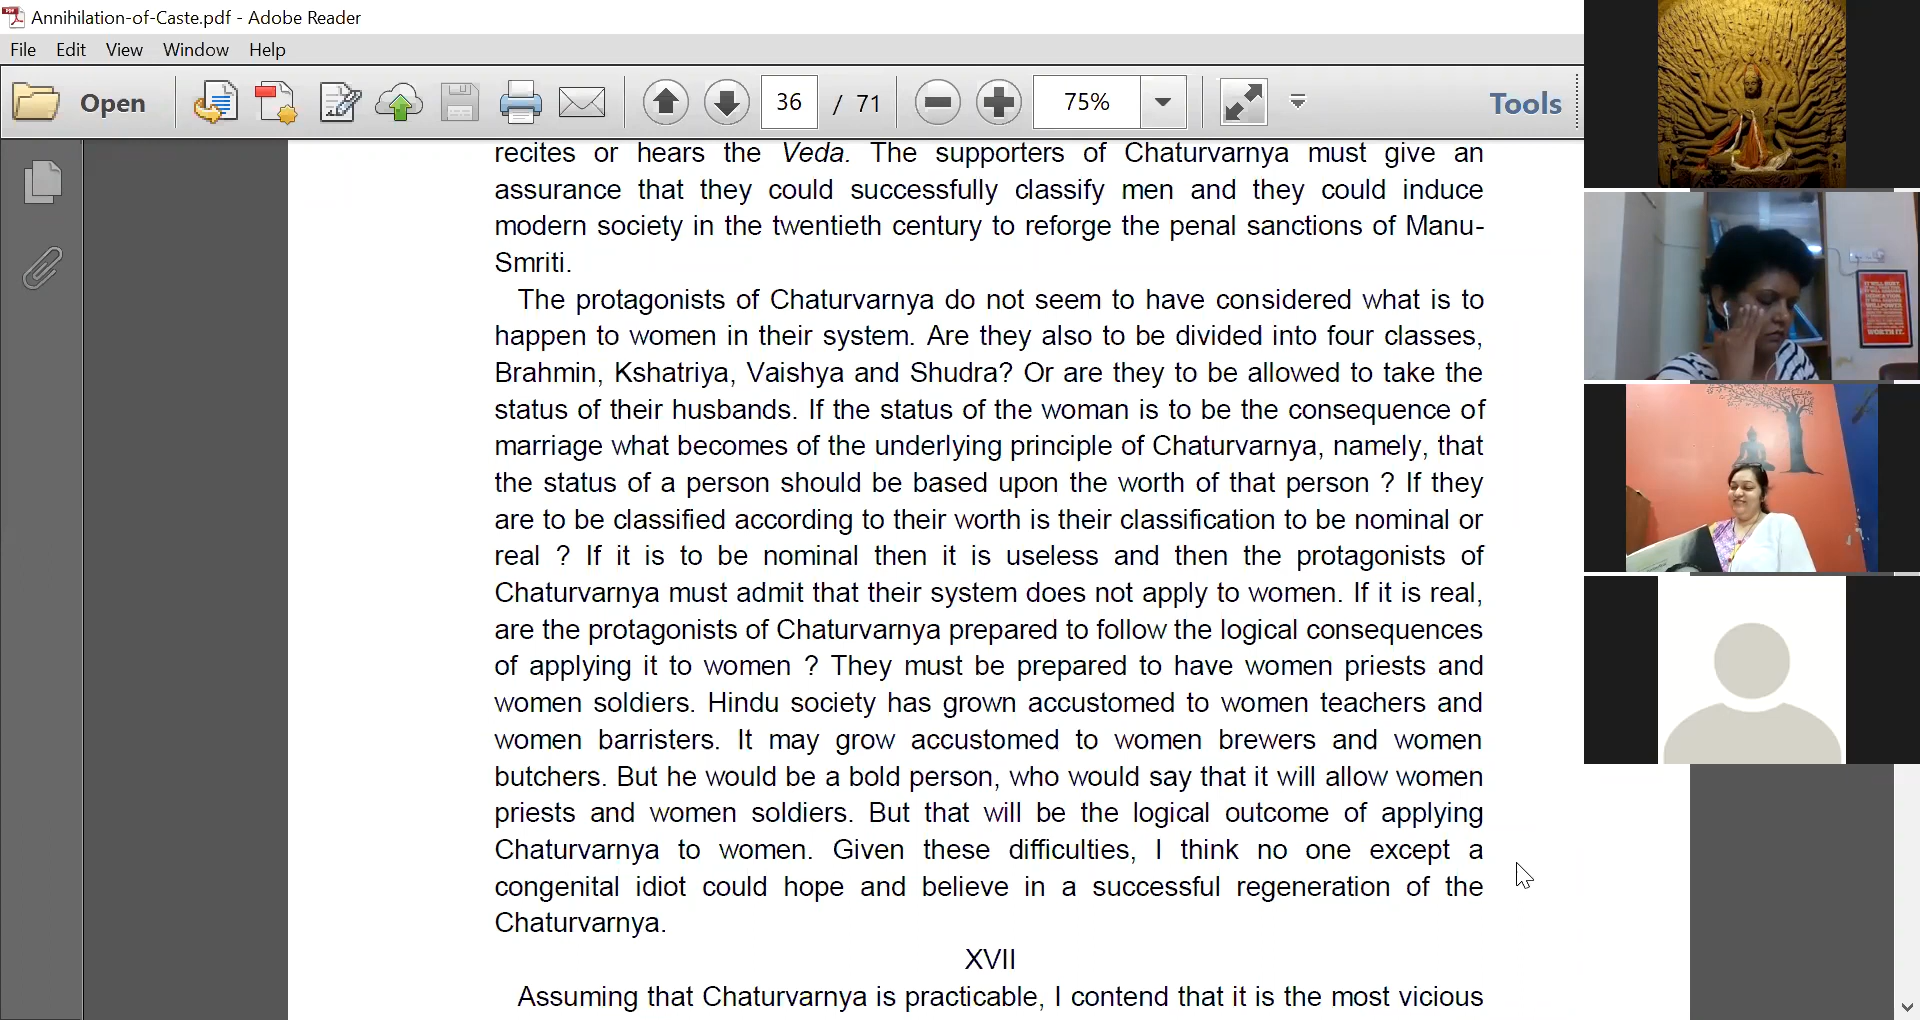 Annihilation-of-Caste.pdf - Adobe Reader
File Edit View Window Help
Open 36 / 71 75% Tools
recites or hears the Veda. The supporters of Chaturvarnya must give an
assurance that they could successfully classify men and they could induce
modern society in the twentieth century to reforge the penal sanctions of Manu-
Smriti.
The protagonists of Chaturvarnya do not seem to have considered what is to
happen to women in their system. Are they also to be divided into four classes,
Brahmin, Kshatriya, Vaishya and Shudra? Or are they to be allowed to take the
status of their husbands. If the status of the woman is to be the consequence of
marriage what becomes of the underlying principle of Chaturvarnya, namely, that
the status of a person should be based upon the worth of that person ? If they
are to be classified according to their worth is their classification to be nominal or
real ? If it is to be nominal then it is useless and then the protagonists of
Chaturvarnya must admit that their system does not apply to women. If it is real,
are the protagonists of Chaturvarnya prepared to follow the logical consequences
of applying it to women ? They must be prepared to have women priests and
women soldiers. Hindu society has grown accustomed to women teachers and
women barristers. It may grow accustomed to women brewers and women
butchers. But he would be a bold person, who would say that it will allow women
priests and women soldiers. But that will be the logical outcome of applying
Chaturvarnya to women. Given these difficulties, I think no one except a
congenital idiot could hope and believe in a successful regeneration of the
Chaturvarnya.
XVII
Assuming that Chaturvarnya is practicable, I contend that it is the most vicious
WORTH IT.